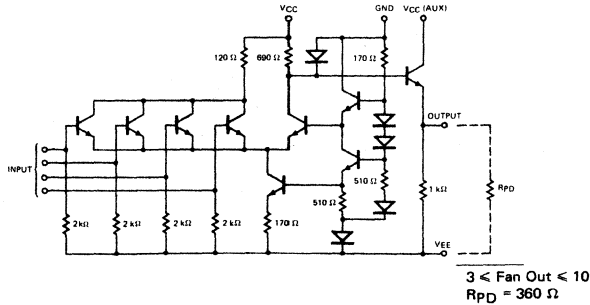 VCC GND VCC (AUX)
120 Ω 690 Ω 170 Ω
OUTPUT
INPUT
510 Ω
510 Ω
1 kΩ
RPD
2 kΩ 2 kΩ 2 kΩ 2 kΩ 170Ω
VEE
3 ≤ Fan Out ≤ 10
RPD = 360 Ω